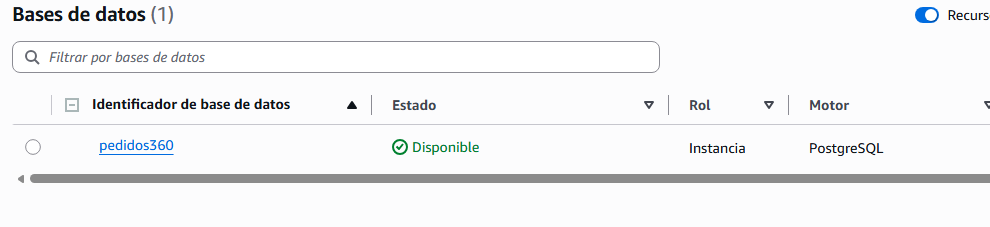 Bases de datos (1)
Recurs
Filtrar por bases de datos
Identificador de base de datos Estado Rol Motor
pedidos360 Disponible Instancia PostgreSQL